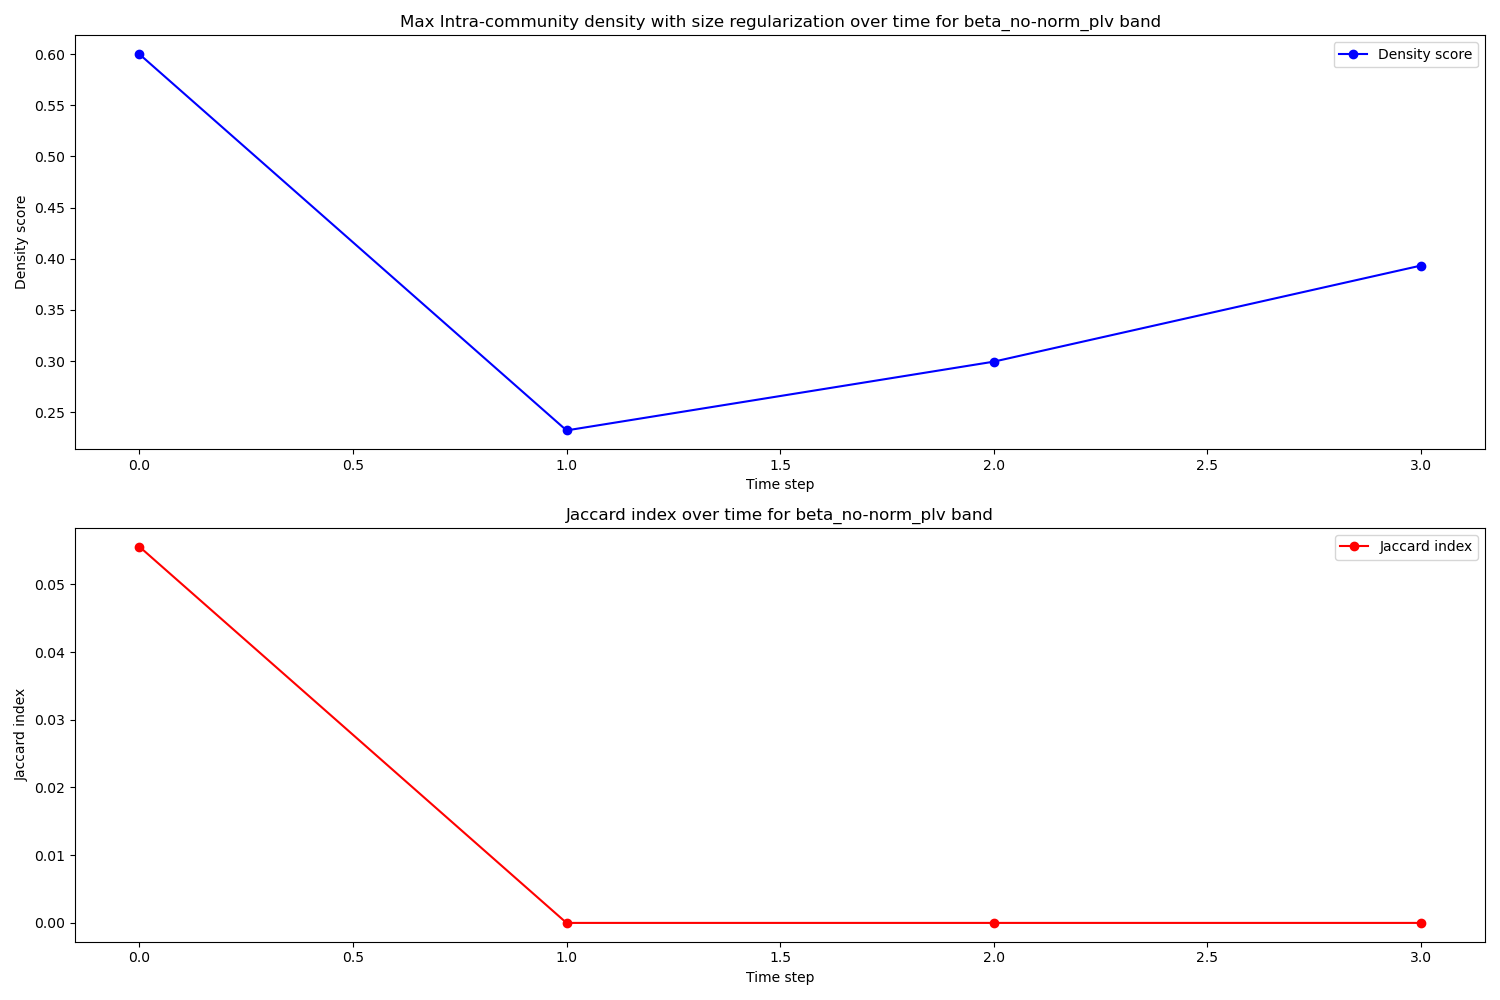 Max Intra-community density with size regularization over time for beta_no-norm_plv band
Density score
0.60
0.55
0.50
0.45
0.40
0.35
0.30
0.25
Density score
0.0 0.5 1.0 1.5 2.0 2.5 3.0
Time step
Jaccard index over time for beta_no-norm_plv band
Jaccard index
0.05
0.04
0.03
0.02
0.01
0.00
Jaccard index
0.0 0.5 1.0 1.5 2.0 2.5 3.0
Time step